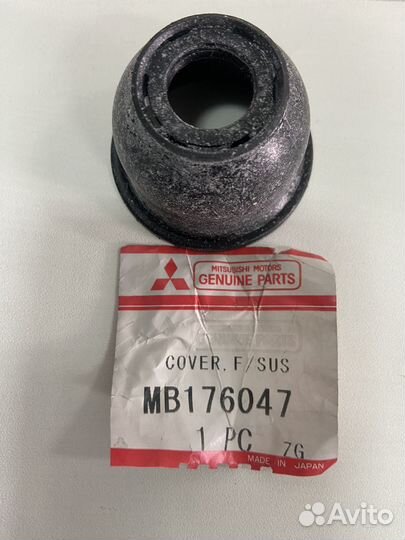 MITSUBISHI MOTORS
GENUINE PARTS
COVER, F/SUS
MB176047
1 PC 7G
MADE IN JAPAN
Avito